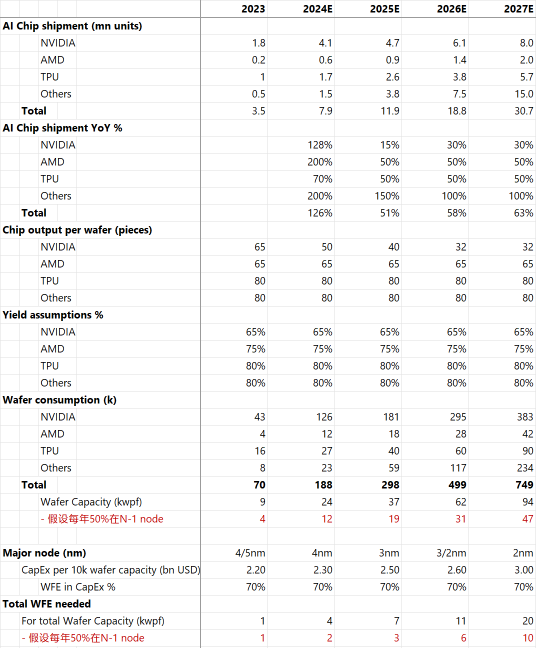 2023 2024E 2025E 2026E 2027E
AI Chip shipment (mn units)
NVIDIA 1.8 4.1 4.7 6.1 8.0
AMD 0.2 0.6 0.9 1.4 2.0
TPU 1 1.7 2.6 3.8 5.7
Others 0.5 1.5 3.8 7.5 15.0
Total 3.5 7.9 11.9 18.8 30.7
AI Chip shipment YoY %
NVIDIA 128% 15% 30% 30%
AMD 200% 50% 50% 50%
TPU 70% 50% 50% 50%
Others 200% 150% 100% 100%
Total 126% 51% 58% 63%
Chip output per wafer (pieces)
NVIDIA 65 50 40 32 32
AMD 65 65 65 65 65
TPU 80 80 80 80 80
Others 80 80 80 80 80
Yield assumptions %
NVIDIA 65% 65% 65% 65% 65%
AMD 75% 75% 75% 75% 75%
TPU 80% 80% 80% 80% 80%
Others 80% 80% 80% 80% 80%
Wafer consumption (k)
NVIDIA 43 126 181 295 383
AMD 4 12 18 28 42
TPU 16 27 40 60 90
Others 8 23 59 117 234
Total 70 188 298 499 749
Wafer Capacity (kwpf) 9 24 37 62 94
- 假设每年50%在N-1 node 4 12 19 31 47
Major node (nm) 4/5nm 4nm 3nm 3/2nm 2nm
CapEx per 10k wafer capacity (bn USD) 2.20 2.30 2.50 2.60 3.00
WFE in CapEx % 70% 70% 70% 70% 70%
Total WFE needed
For total Wafer Capacity (kwpf) 1 4 7 11 20
- 假设每年50%在N-1 node 1 2 3 6 10